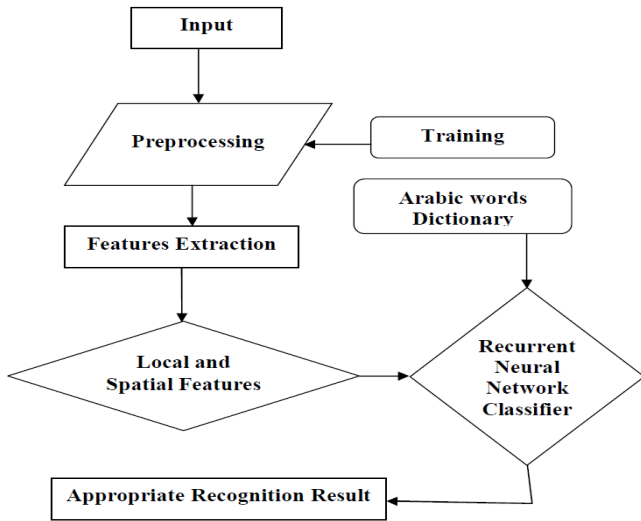 Input
Preprocessing
Training
Arabic words
Dictionary
Features Extraction
Local and
Spatial Features
Recurrent
Neural
Network
Classifier
Appropriate Recognition Result